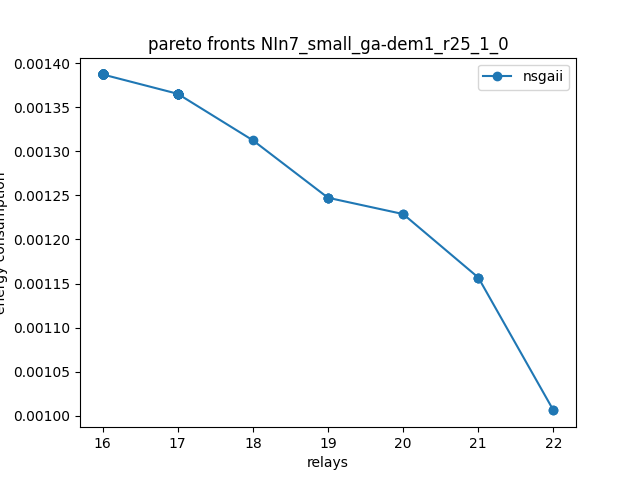 pareto fronts NIn7_small_ga-dem1_r25_1_0
nsgaii
0.00140
0.00135
0.00130
0.00125
0.00120
0.00115
0.00110
0.00105
0.00100
energy consumption
16 17 18 19 20 21 22
relays